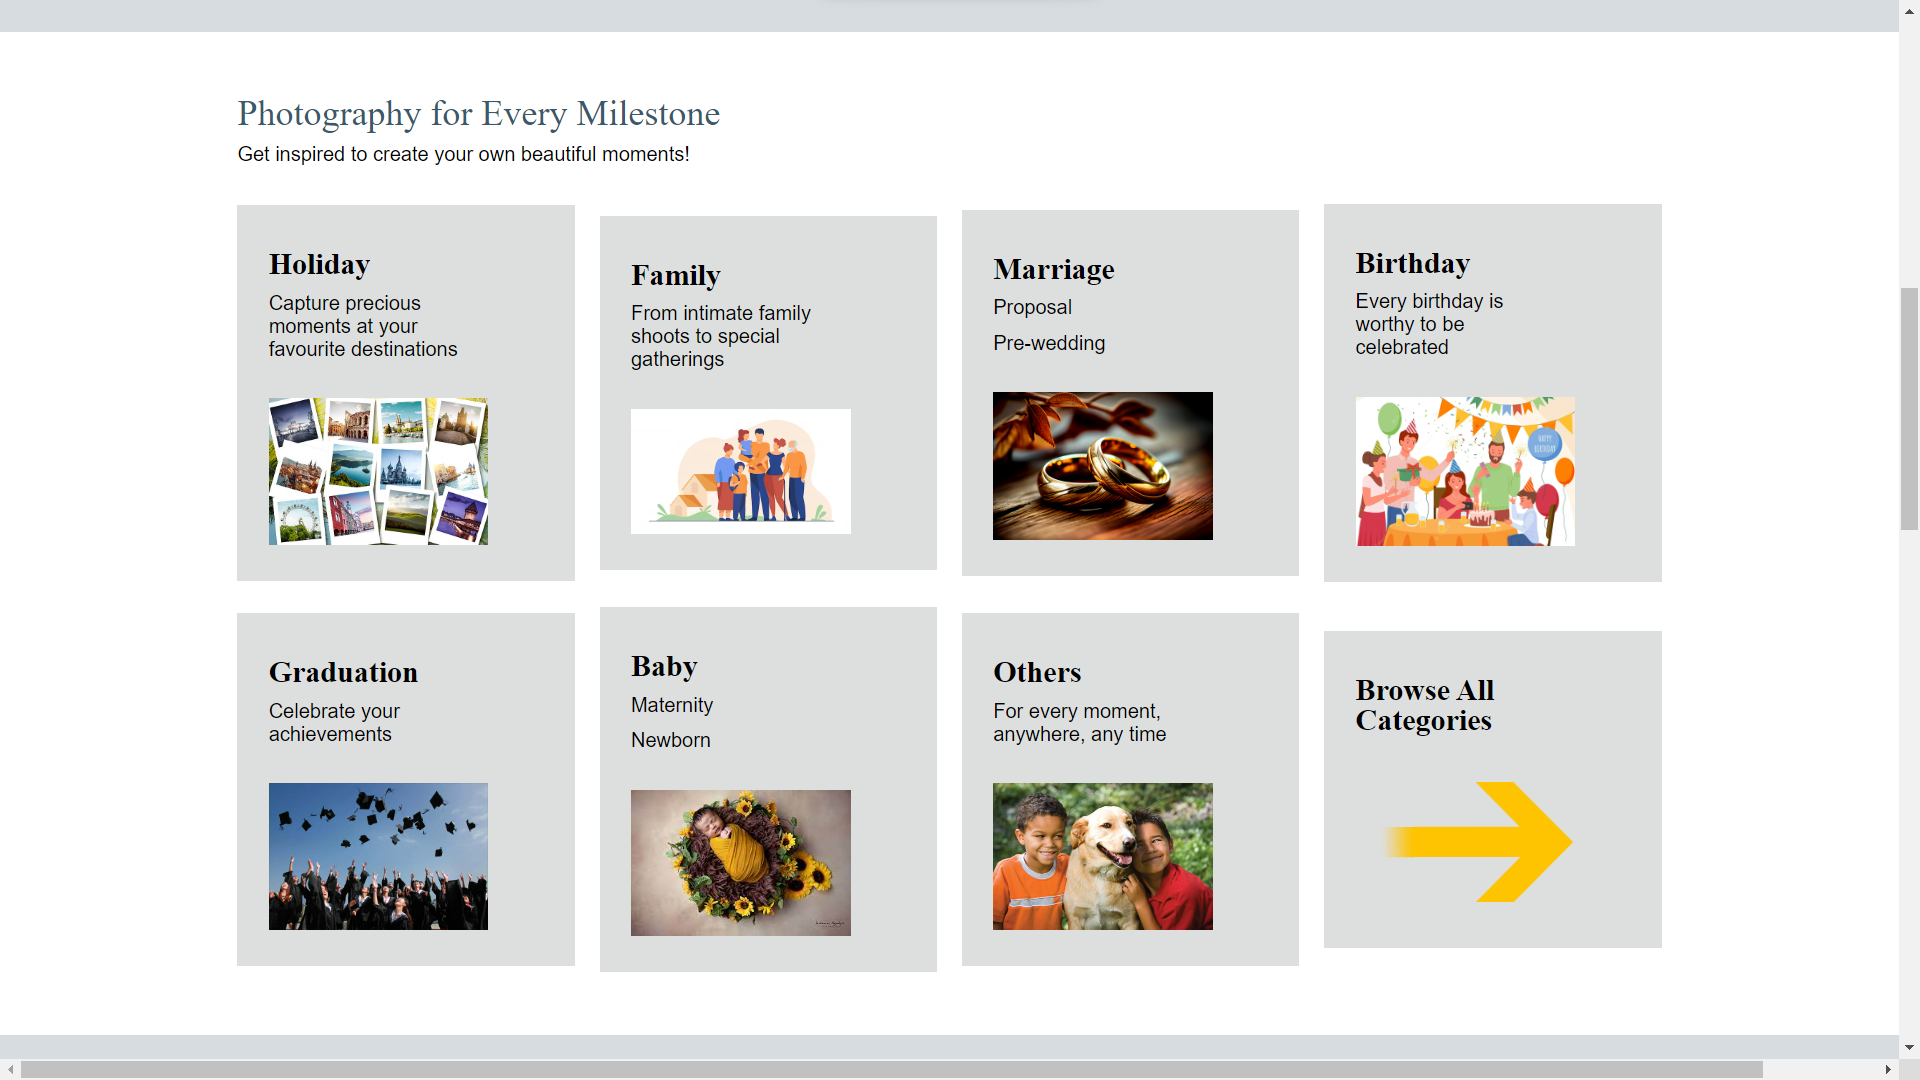 Photography for Every Milestone
Get inspired to create your own beautiful moments!
Holiday
Capture precious
moments at your
favourite destinations
Family
From intimate family
shoots to special
gatherings
Marriage
Proposal
Pre-wedding
Birthday
Every birthday is
worthy to be
celebrated
HAPPY
BIRTHDAY
Graduation
Celebrate your
achievements
Baby
Maternity
Newborn
Others
For every moment,
anywhere, any time
Browse All
Categories